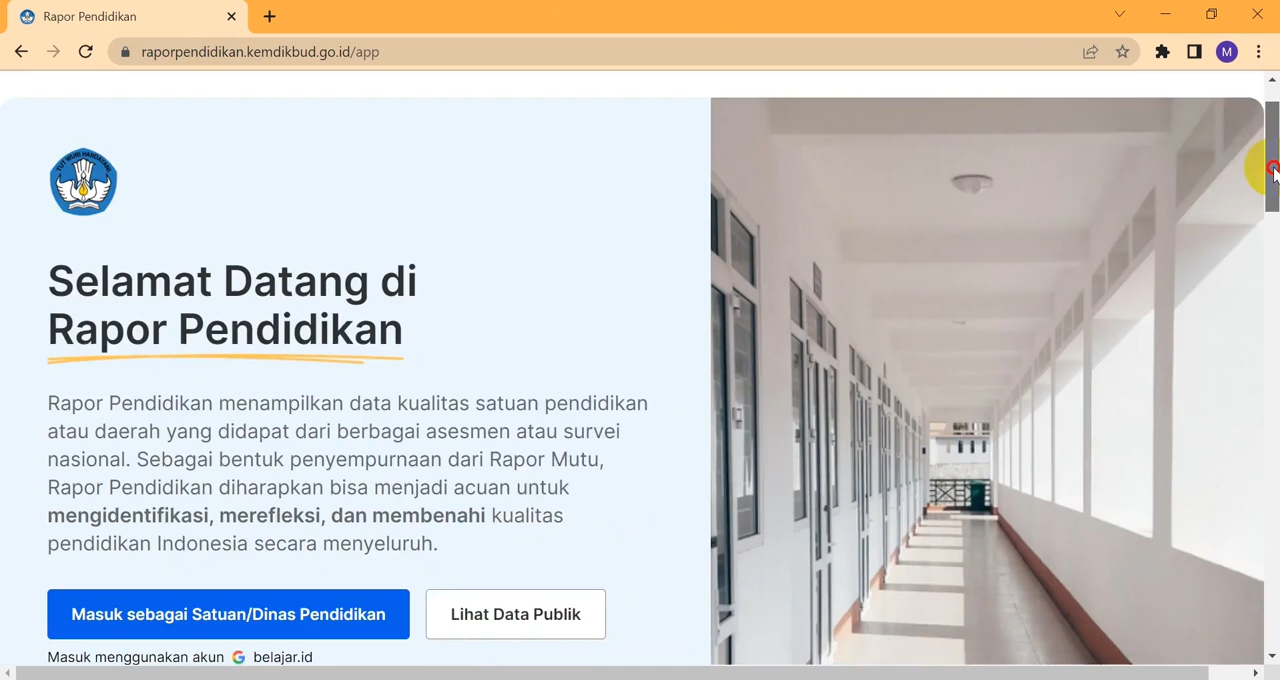 Rapor Pendidikan
raporpendidikan.kemdikbud.go.id/app
M
TUT WURI HANDAYANI
Selamat Datang di
Rapor Pendidikan
Rapor Pendidikan menampilkan data kualitas satuan pendidikan
atau daerah yang didapat dari berbagai asesmen atau survei
nasional. Sebagai bentuk penyempurnaan dari Rapor Mutu,
Rapor Pendidikan diharapkan bisa menjadi acuan untuk
mengidentifikasi, merefleksi, dan membenahi kualitas
pendidikan Indonesia secara menyeluruh.
Masuk sebagai Satuan/Dinas Pendidikan
Lihat Data Publik
Masuk menggunakan akun G belajar.id